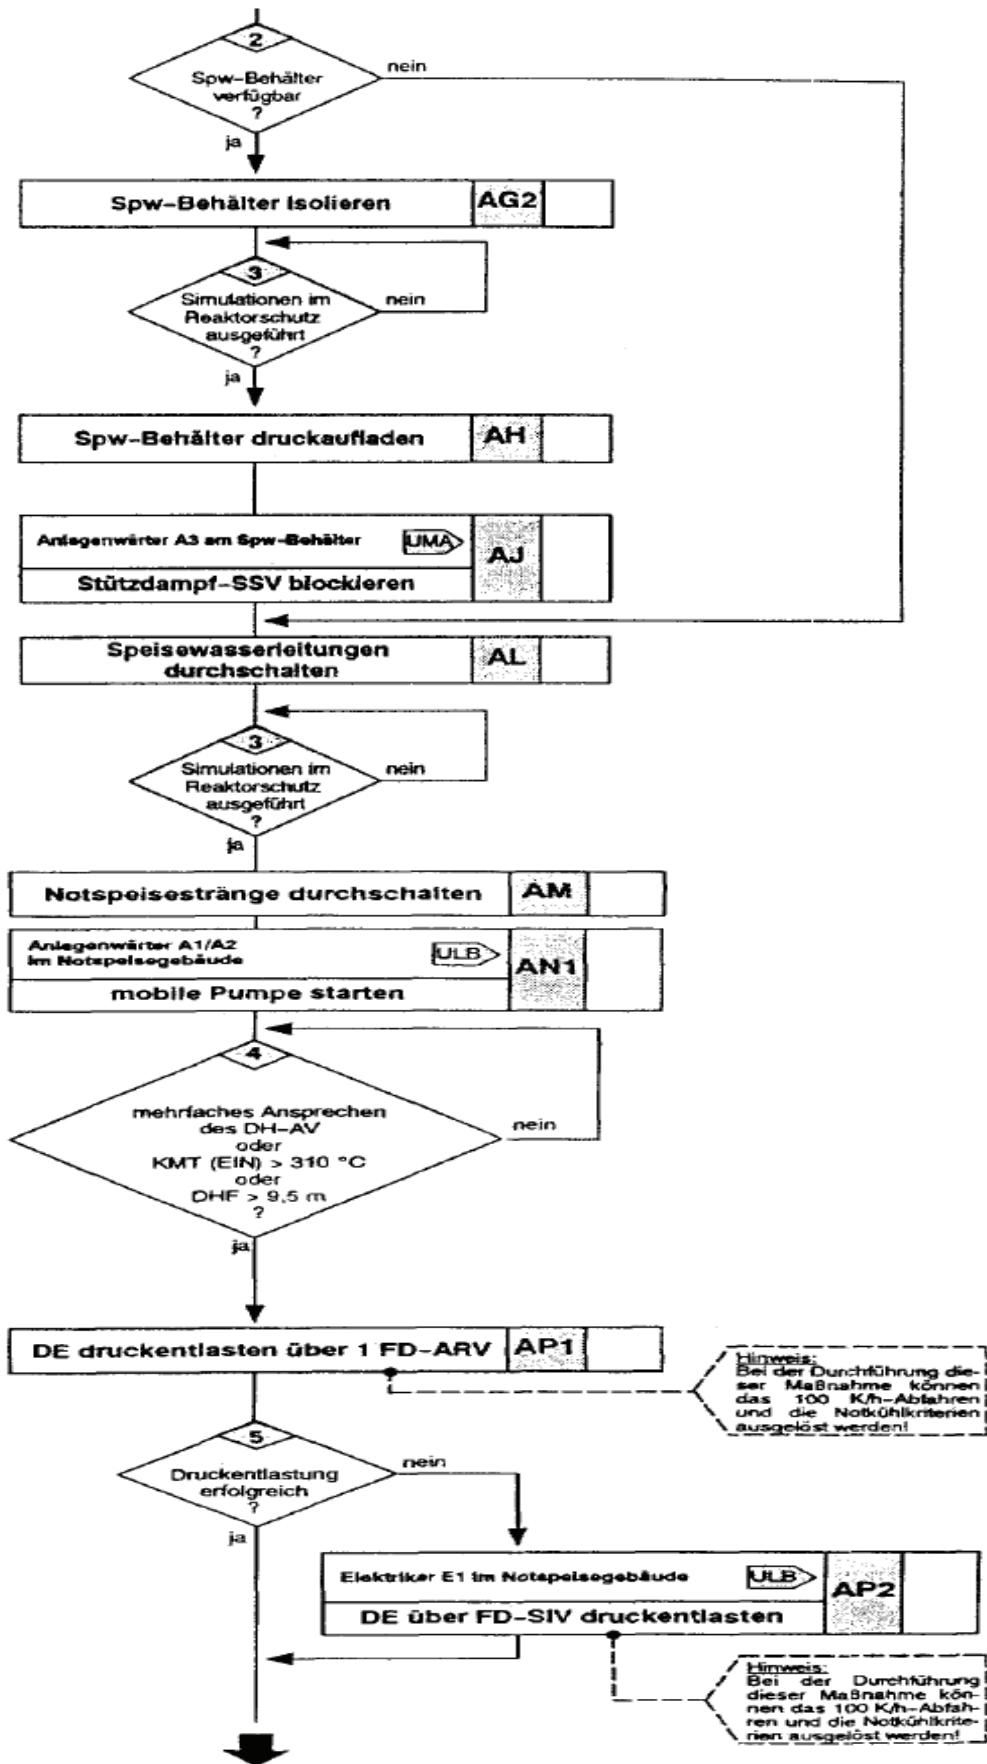 2
Spw-Behälter
verfügbar
?
nein
ja
Spw-Behälter isolieren
AG2
3
Simulationen im
Reaktorschutz
ausgeführt
?
nein
ja
Spw-Behälter druckaufladen
AH
Anlagenwärter A3 am Spw-Behälter
UMA
AJ
Stützdampf-SSV blockieren
Speisewasserleitungen
durchschalten
AL
3
Simulationen im
Reaktorschutz
ausgeführt
?
nein
ja
Notspeisestränge durchschalten
AM
Anlagenwärter A1/A2
im Notspeisegebäude
ULB
AN1
mobile Pumpe starten
4
mehrfaches Ansprechen
des DH-AV
oder
KMT (EIN) > 310 °C
oder
DHF > 9,5 m
?
nein
ja
DE druckentlasten über 1 FD-ARV
AP1
Hinweis:
Bei der Durchführung die-
ser Maßnahme können
das 100 K/h-Abfahren
und die Notkühlkriterien
ausgelöst werden!
5
Druckentlastung
erfolgreich
?
nein
ja
Elektriker E1 im Notspeisegebäude
ULB
AP2
DE über FD-SIV druckentlasten
Hinweis:
Bei der Durchführung
dieser Maßnahme kön-
nen das 100 K/h-Abfah-
ren und die Notkühlkrite-
rien ausgelöst werden!